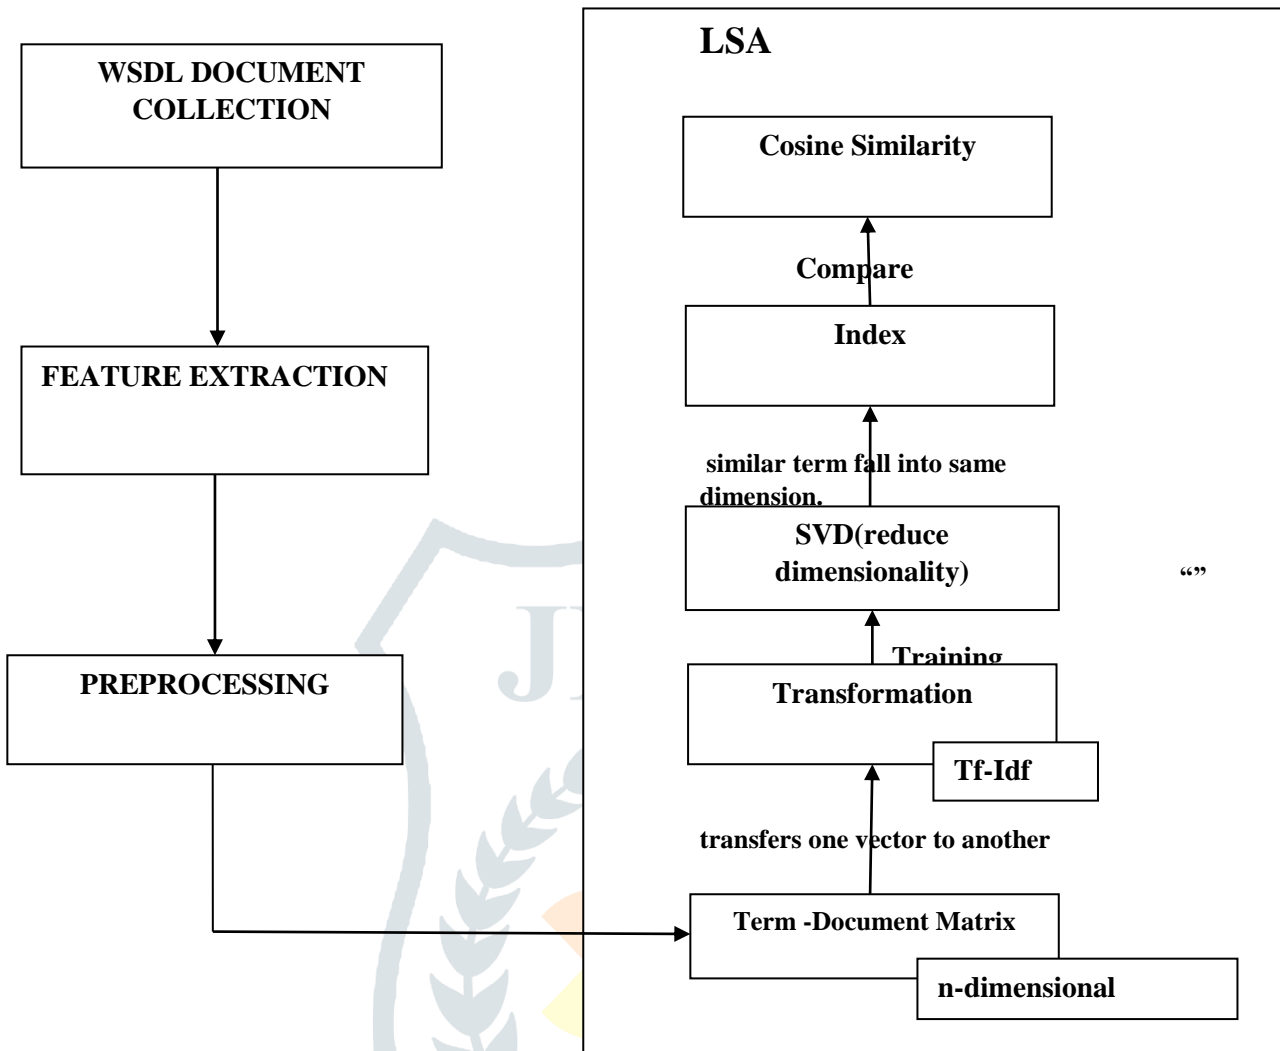 WSDL DOCUMENT
COLLECTION
FEATURE EXTRACTION
PREPROCESSING
LSA
Cosine Similarity
Compare
Index
similar term fall into same
dimension.
SVD(reduce
dimensionality)
“”
Training
Transformation
Tf-Idf
transfers one vector to another
Term -Document Matrix
n-dimensional